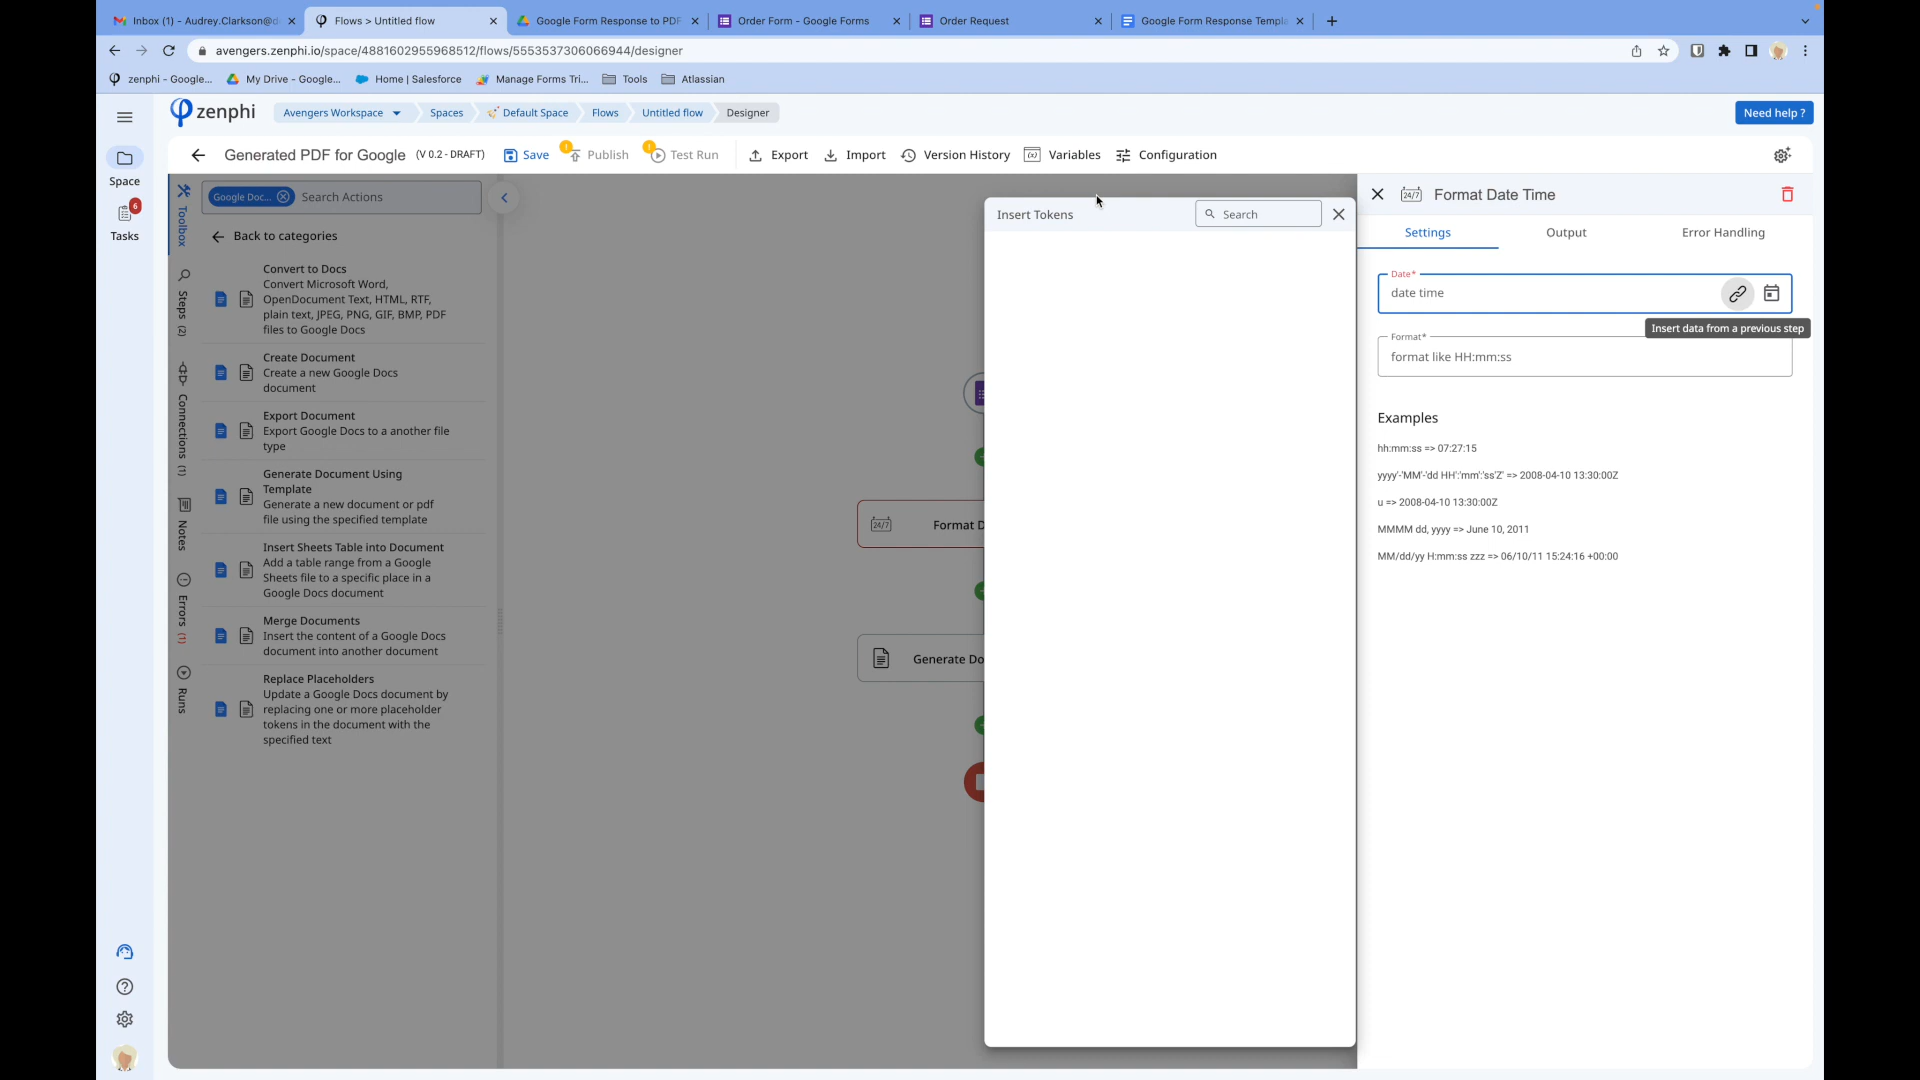 Inbox (1) - Audrey.Clarkson@d
Flows > Untitled flow
Google Form Response to PDF
Order Form - Google Forms
Order Request
Google Form Response Templa
avengers.zenphi.io/space/4881602955968512/flows/5553537306066944/designer
zenphi - Google...
My Drive - Google...
Home | Salesforce
Manage Forms Tri...
Tools
Atlassian
zenphi
Avengers Workspace
Spaces
Default Space
Flows
Untitled flow
Designer
Need help ?
Generated PDF for Google
(V 0.2 - DRAFT)
Save
1
Publish
1
Test Run
Export
Import
Version History
Variables
Configuration
Space
6
Tasks
Toolbox
Steps (2)
Connections (1)
Notes
Errors (1)
Runs
Google Doc...
Search Actions
Back to categories
Convert to Docs
Convert Microsoft Word,
OpenDocument Text, HTML, RTF,
plain text, JPEG, PNG, GIF, BMP, PDF
files to Google Docs
Create Document
Create a new Google Docs
document
Export Document
Export Google Docs to a another file
type
Generate Document Using
Template
Generate a new document or pdf
file using the specified template
Insert Sheets Table into Document
Add a table range from a Google
Sheets file to a specific place in a
Google Docs document
Merge Documents
Insert the content of a Google Docs
document into another document
Replace Placeholders
Update a Google Docs document by
replacing one or more placeholder
tokens in the document with the
specified text
24/7
Format D
Generate Do
Insert Tokens
Search
24/7
Format Date Time
Settings
Output
Error Handling
Date*
date time
Insert data from a previous step
Format*
format like HH:mm:ss
Examples
hh:mm:ss => 07:27:15
yyyy'-'MM'-'dd HH':'mm':'ss'Z' => 2008-04-10 13:30:00Z
u => 2008-04-10 13:30:00Z
MMMM dd, yyyy => June 10, 2011
MM/dd/yy H:mm:ss zzz => 06/10/11 15:24:16 +00:00